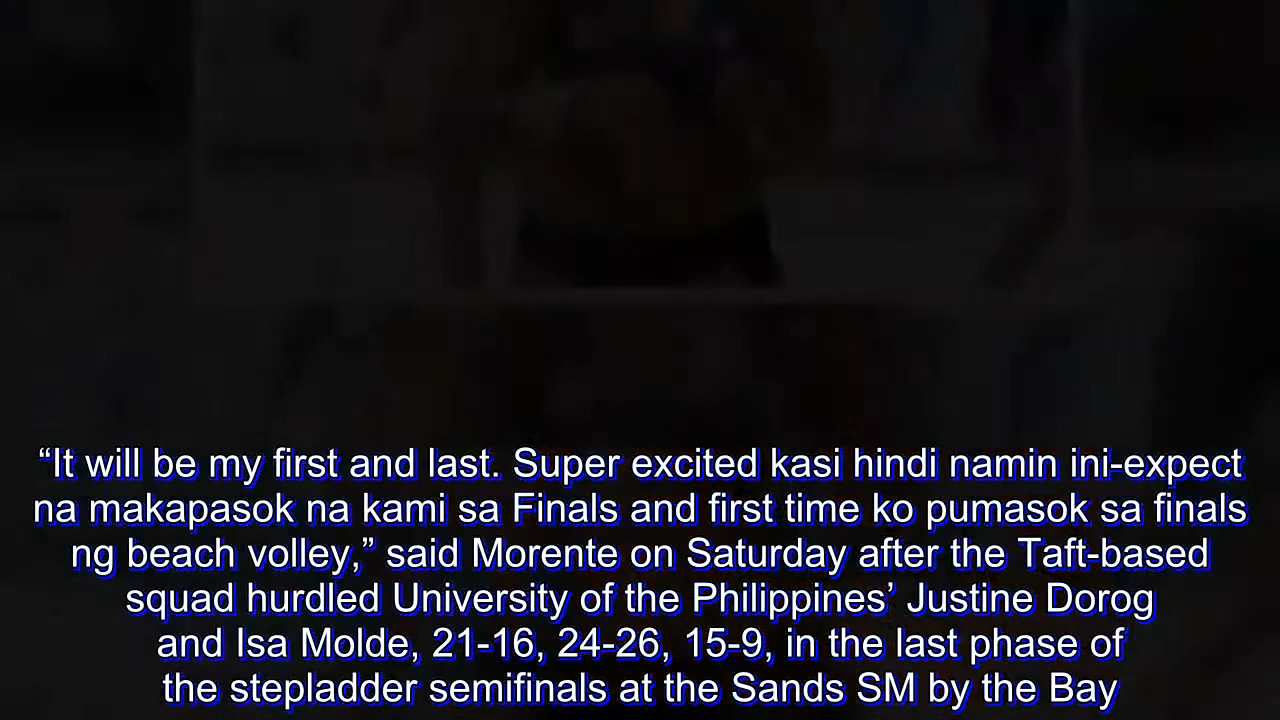 “It will be my first and last. Super excited kasi hindi namin ini-expect
na makapasok na kami sa Finals and first time ko pumasok sa finals
ng beach volley,” said Morente on Saturday after the Taft-based
squad hurdled University of the Philippines’ Justine Dorog
and Isa Molde, 21-16, 24-26, 15-9, in the last phase of
the stepladder semifinals at the Sands SM by the Bay